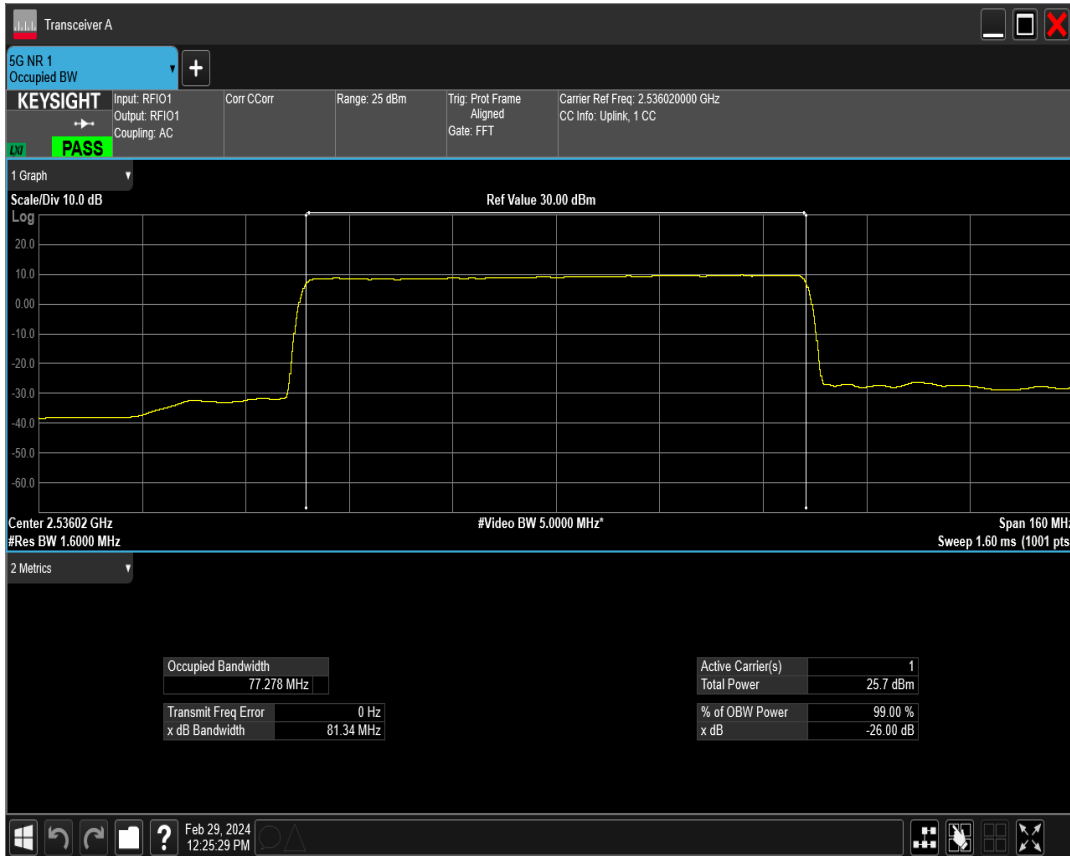 Transceiver A
5G NR 1
Occupied BW
+
KEYSIGHT
LXI
PASS
Input: RFIO1
Output: RFIO1
Coupling: AC
Corr CCorr
Range: 25 dBm
Trig: Prot Frame
Aligned
Gate: FFT
Carrier Ref Freq: 2.536020000 GHz
CC Info: Uplink, 1 CC
1 Graph
Scale/Div 10.0 dB
Ref Value 30.00 dBm
Log
20.0
10.0
0.00
-10.0
-20.0
-30.0
-40.0
-50.0
-60.0
Center 2.53602 GHz
#Video BW 5.0000 MHz*
Span 160 MHz
#Res BW 1.6000 MHz
Sweep 1.60 ms (1001 pts
2 Metrics
Occupied Bandwidth
77.278 MHz
Transmit Freq Error 0 Hz
x dB Bandwidth 81.34 MHz
Active Carrier(s) 1
Total Power 25.7 dBm
% of OBW Power 99.00 %
x dB -26.00 dB
?
Feb 29, 2024
12:25:29 PM